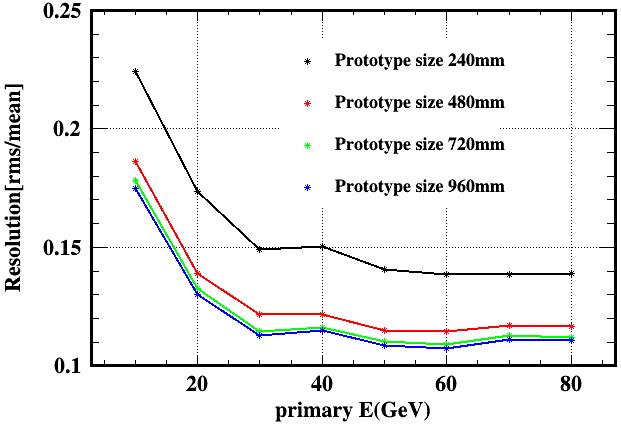 0.25
0.2
0.15
0.1
Resolution[rms/mean]
Prototype size 240mm
Prototype size 480mm
Prototype size 720mm
Prototype size 960mm
20 40 60 80
primary E(GeV)